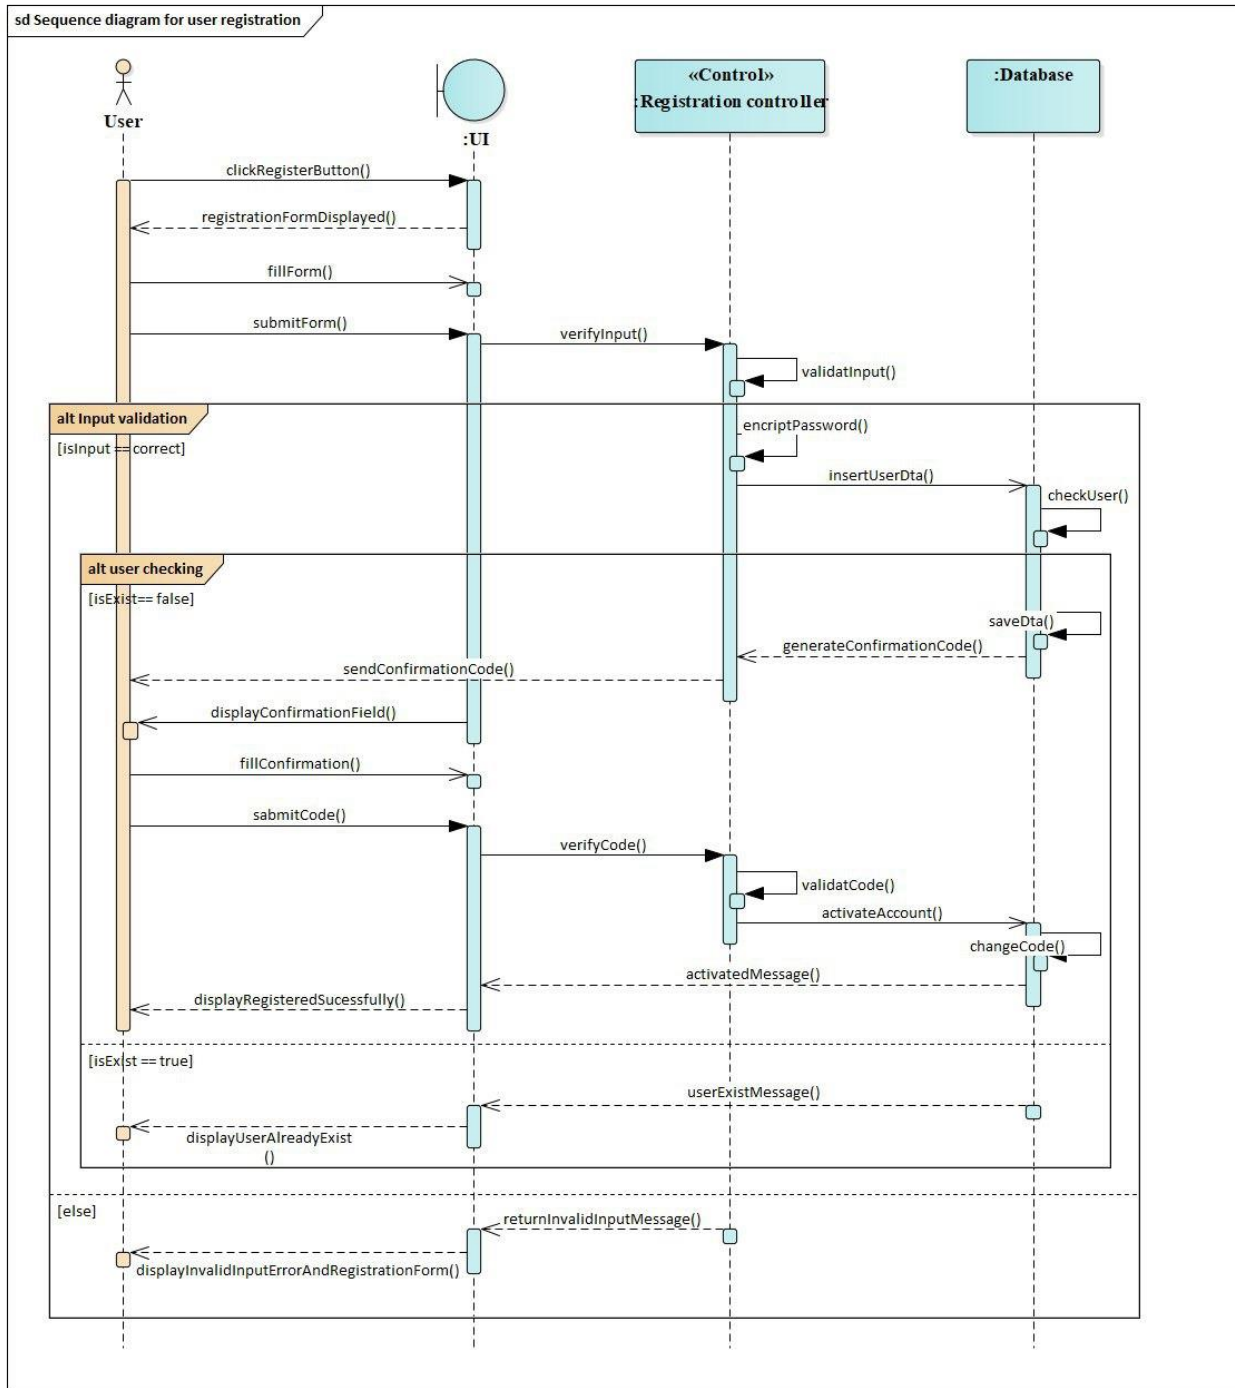 sd Sequence diagram for user registration
User
:UI
«Control»
:Registration controller
:Database
clickRegisterButton()
registrationFormDisplayed()
fillForm()
submitForm()
verifyInput()
validatInput()
alt Input validation
[isInput == correct]
encriptPassword()
insertUserDta()
checkUser()
alt user checking
[isExist== false]
saveDta()
generateConfirmationCode()
sendConfirmationCode()
displayConfirmationField()
fillConfirmation()
sabmitCode()
verifyCode()
validatCode()
activateAccount()
changeCode()
activatedMessage()
displayRegisteredSucessfully()
[isExist == true]
userExistMessage()
displayUserAlreadyExist
()
[else]
returnInvalidInputMessage()
displayInvalidInputErrorAndRegistrationForm()